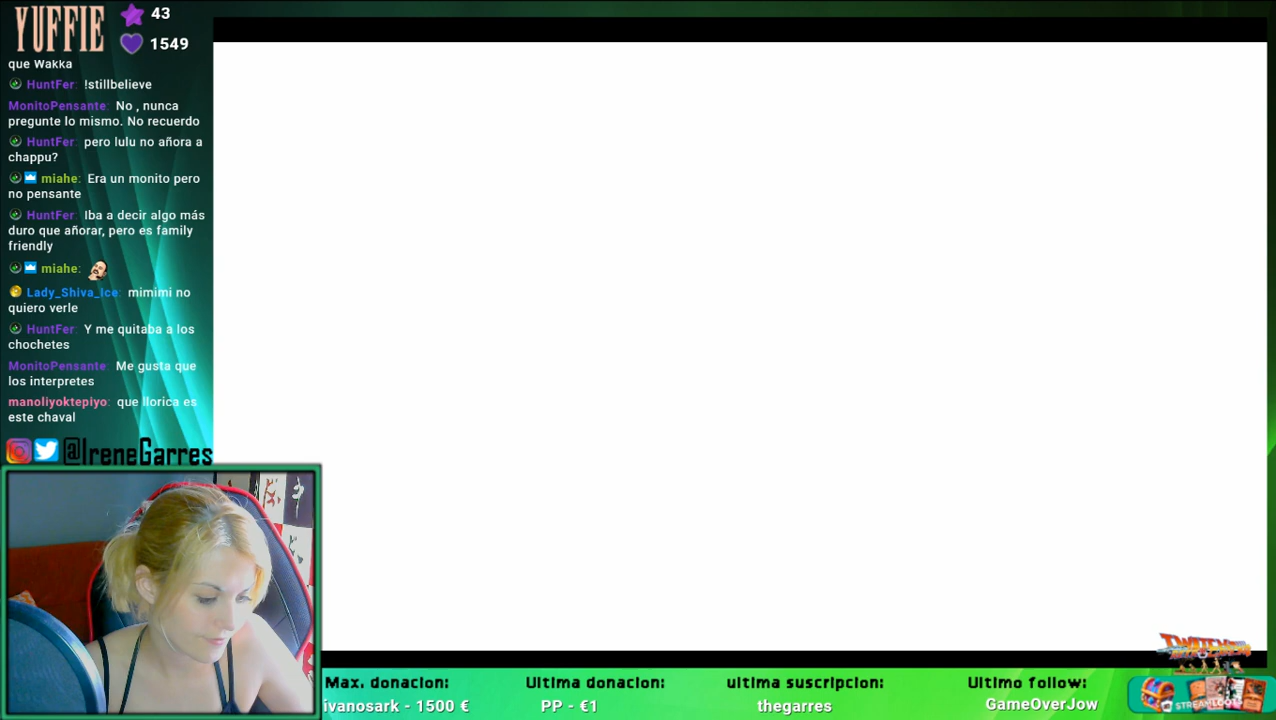 YUFFIE
43
1549
que Wakka
HuntFer: !stillbelieve
MonitoPensante: No , nunca
pregunte lo mismo. No recuerdo
HuntFer: pero lulu no añora a
chappu?
miahe: Era un monito pero
no pensante
HuntFer: Iba a decir algo más
duro que añorar, pero es family
friendly
miahe:
Lady_Shiva_Ice: mimimi no
quiero verle
HuntFer: Y me quitaba a los
chochetes
MonitoPensante: Me gusta que
los interpretes
manoliyoktepiyo: que llorica es
este chaval
@IreneGarres
Max. donacion:
ivanosark - 1500 €
Ultima donacion:
PP - €1
ultima suscripcion:
thegarres
Ultimo follow:
GameOverJow
STREAMLOOTS